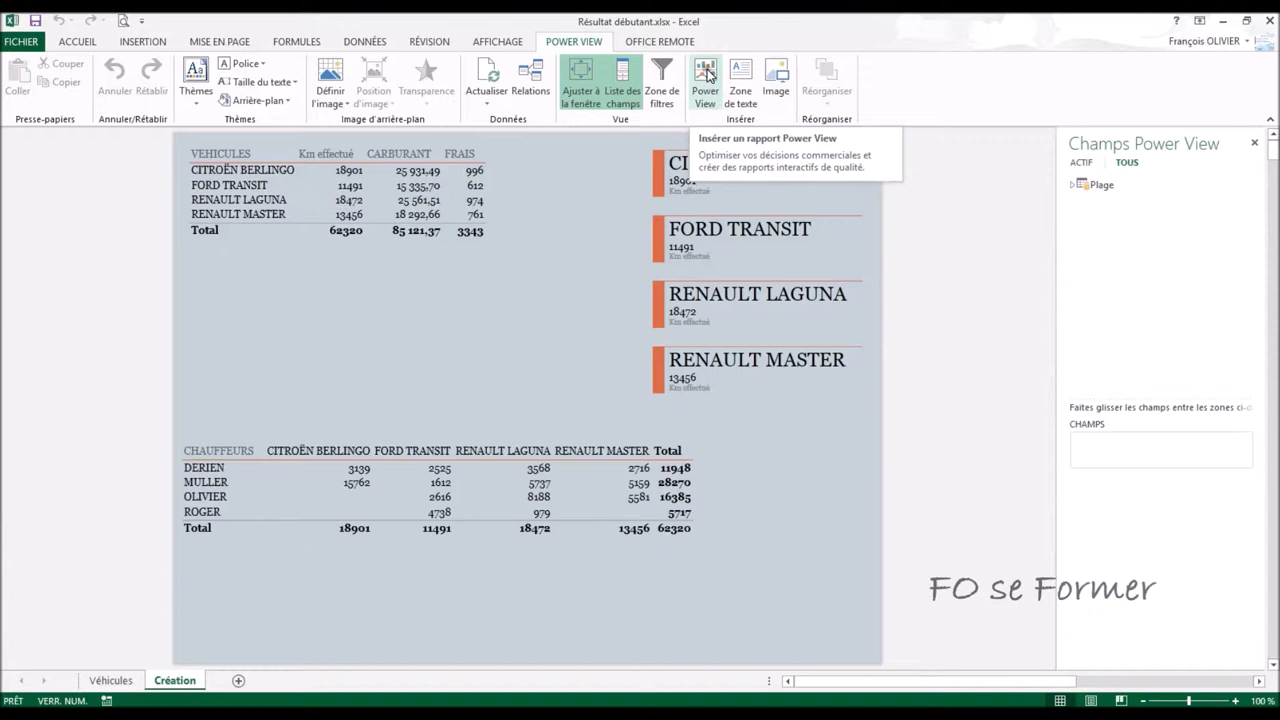 Résultat débutant.xlsx - Excel
FICHIER ACCUEIL INSERTION MISE EN PAGE FORMULES DONNÉES RÉVISION AFFICHAGE POWER VIEW OFFICE REMOTE François OLIVIER
Coller
Couper
Copier
Presse-papiers
Annuler Rétablir
Annuler/Rétablir
Thèmes
Police
Taille du texte
Arrière-plan
Thèmes
Définir l'image
Position d'image
Transparence
Image d'arrière-plan
Actualiser Relations
Données
Ajuster à la fenêtre
Liste des champs
Zone de filtres
Vue
Power View
Zone de texte
Image
Insérer
Réorganiser
Réorganiser
Insérer un rapport Power View
Optimiser vos décisions commerciales et
créer des rapports interactifs de qualité.
VEHICULES Km effectué CARBURANT FRAIS
CITROËN BERLINGO 18901 25 931,49 996
FORD TRANSIT 11491 15 335,70 612
RENAULT LAGUNA 18472 25 561,51 974
RENAULT MASTER 13456 18 292,66 761
Total 62320 85 121,37 3343
CI
18901
Km effectué
FORD TRANSIT
11491
Km effectué
RENAULT LAGUNA
18472
Km effectué
RENAULT MASTER
13456
Km effectué
CHAUFFEURS CITROËN BERLINGO FORD TRANSIT RENAULT LAGUNA RENAULT MASTER Total
DERIEN 3139 2525 3568 2716 11948
MULLER 15762 1612 5737 5159 28270
OLIVIER 2616 8188 5581 16385
ROGER 4738 979 5717
Total 18901 11491 18472 13456 62320
Champs Power View
ACTIF TOUS
Plage
Faites glisser les champs entre les zones ci-d
CHAMPS
FO se Former
Véhicules Création
PRÊT VERR. NUM. 100 %